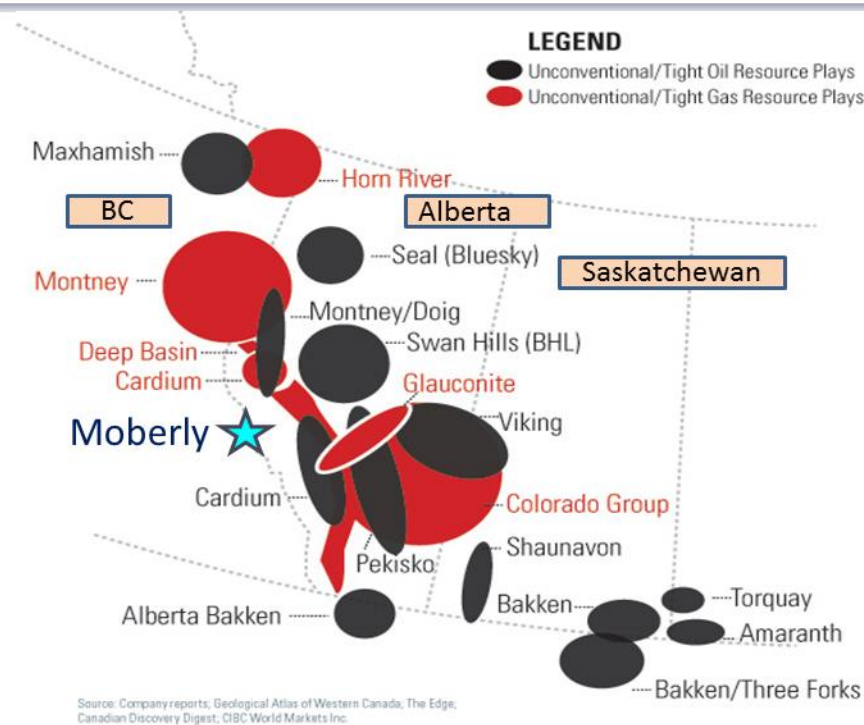 LEGEND
Unconventional/Tight Oil Resource Plays
Unconventional/Tight Gas Resource Plays
Maxhamish
Horn River
BC
Alberta
Seal (Bluesky)
Saskatchewan
Montney
Montney/Doig
Swan Hills (BHL)
Deep Basin
Cardium
Glauconite
Moberly
Viking
Cardium
Colorado Group
Shaunavon
Pekisko
Bakken
Torquay
Alberta Bakken
Amaranth
Bakken/Three Forks
Source: Company reports; Geological Atlas of Western Canada; The Edge;
Canadian Discovery Digest; CIBC World Markets Inc.